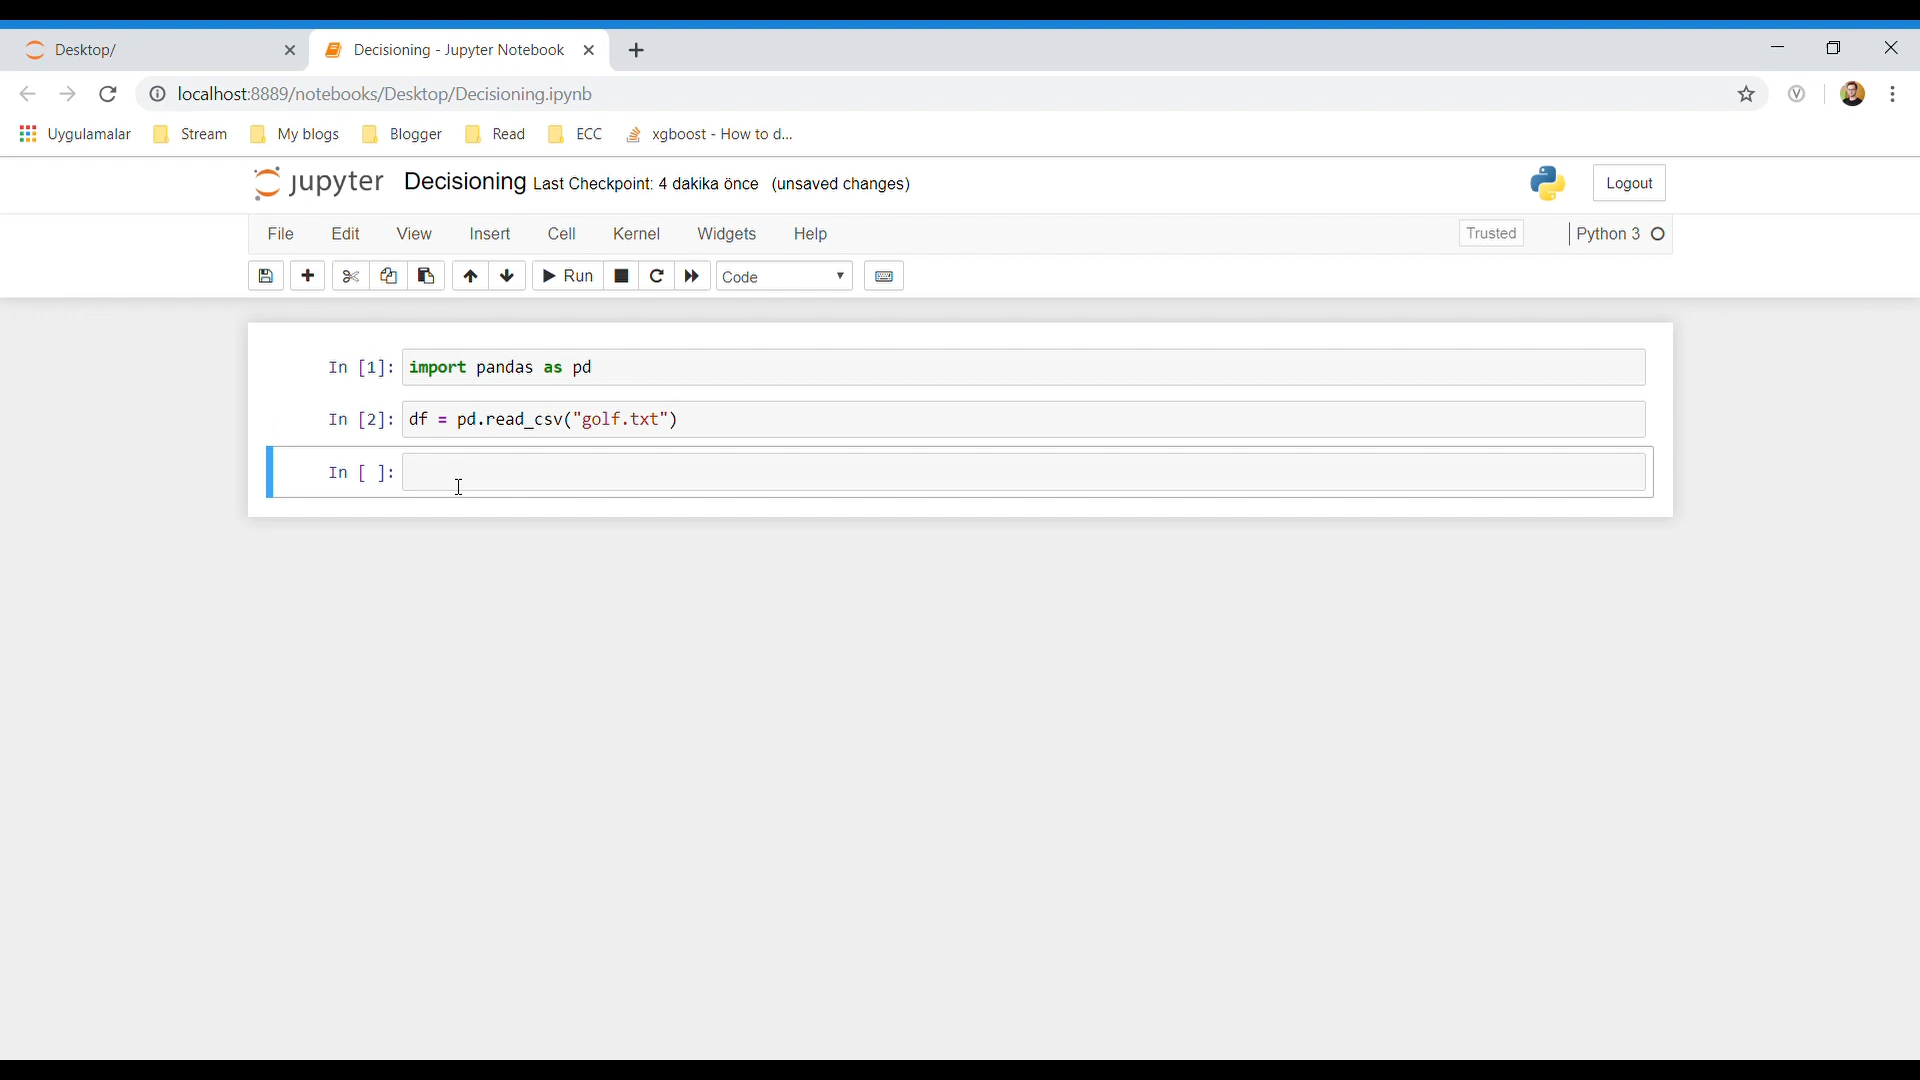 Desktop/
Decisioning - Jupyter Notebook
localhost:8889/notebooks/Desktop/Decisioning.ipynb
Uygulamalar Stream My blogs Blogger Read ECC xgboost - How to d...
jupyter Decisioning Last Checkpoint: 4 dakika önce (unsaved changes) Logout
File Edit View Insert Cell Kernel Widgets Help Trusted Python 3
Run Code
In [1]: import pandas as pd
In [2]: df = pd.read_csv("golf.txt")
In [ ]: